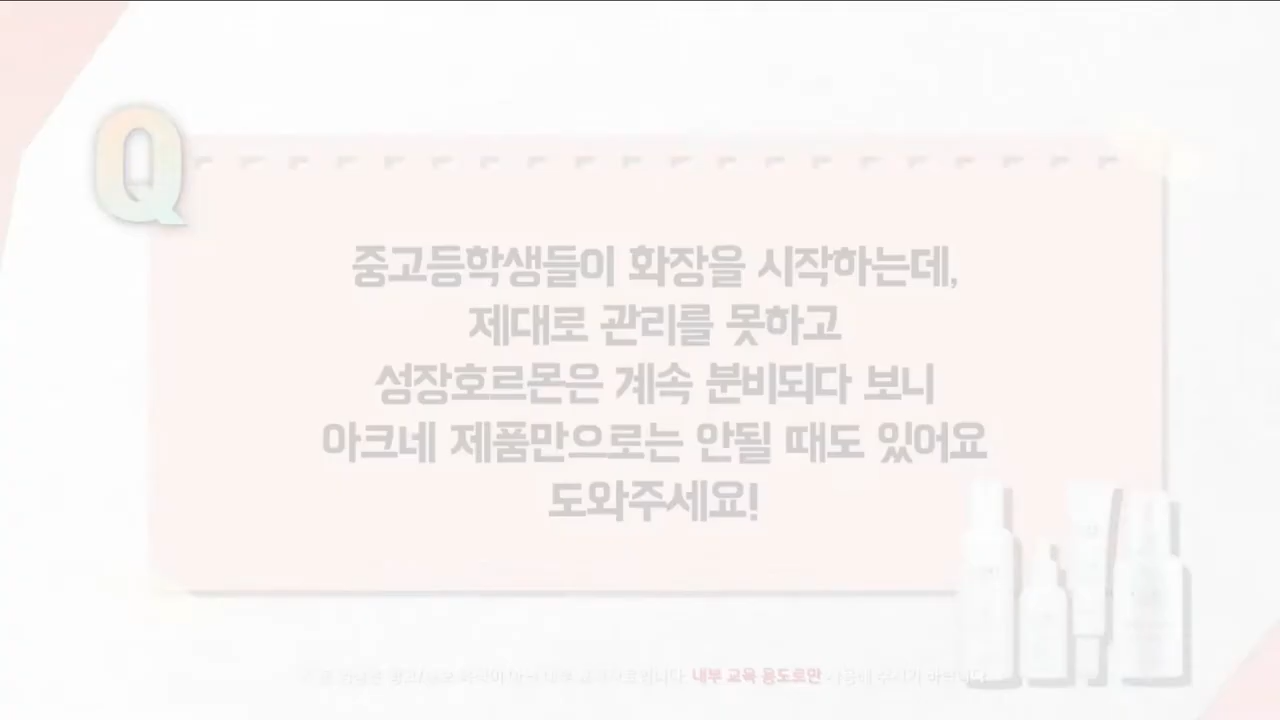 Q
중고등학생들이 화장을 시작하는데,
제대로 관리를 못하고
성장호르몬은 계속 분비되다 보니
아크네 제품만으로는 안될 때도 있어요
도와주세요!
내부 교육 용도로만